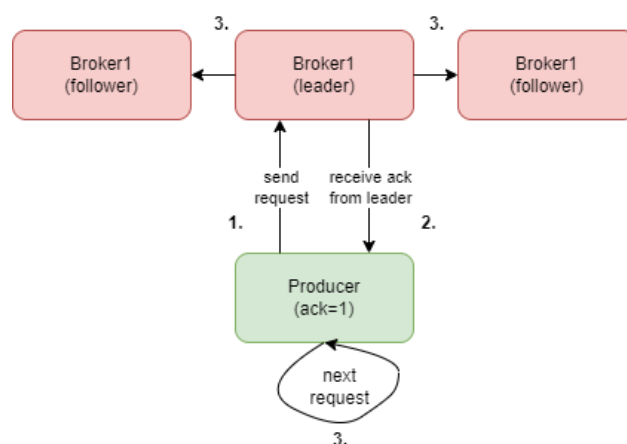 3.
3.
Broker1
(follower)
Broker1
(leader)
Broker1
(follower)
send
request
receive ack
from leader
1.
2.
Producer
(ack=1)
next
request
3.